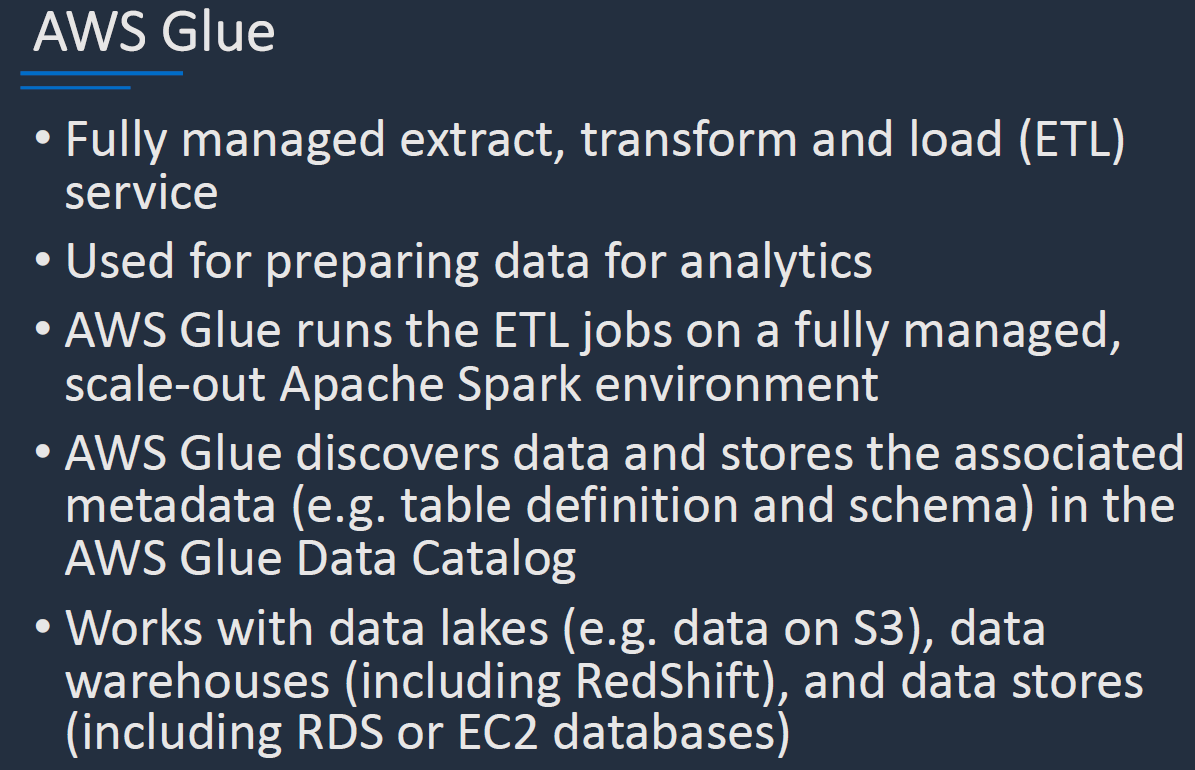 AWS Glue
• Fully managed extract, transform and load (ETL)
service
• Used for preparing data for analytics
• AWS Glue runs the ETL jobs on a fully managed,
scale-out Apache Spark environment
• AWS Glue discovers data and stores the associated
metadata (e.g. table definition and schema) in the
AWS Glue Data Catalog
• Works with data lakes (e.g. data on S3), data
warehouses (including RedShift), and data stores
(including RDS or EC2 databases)